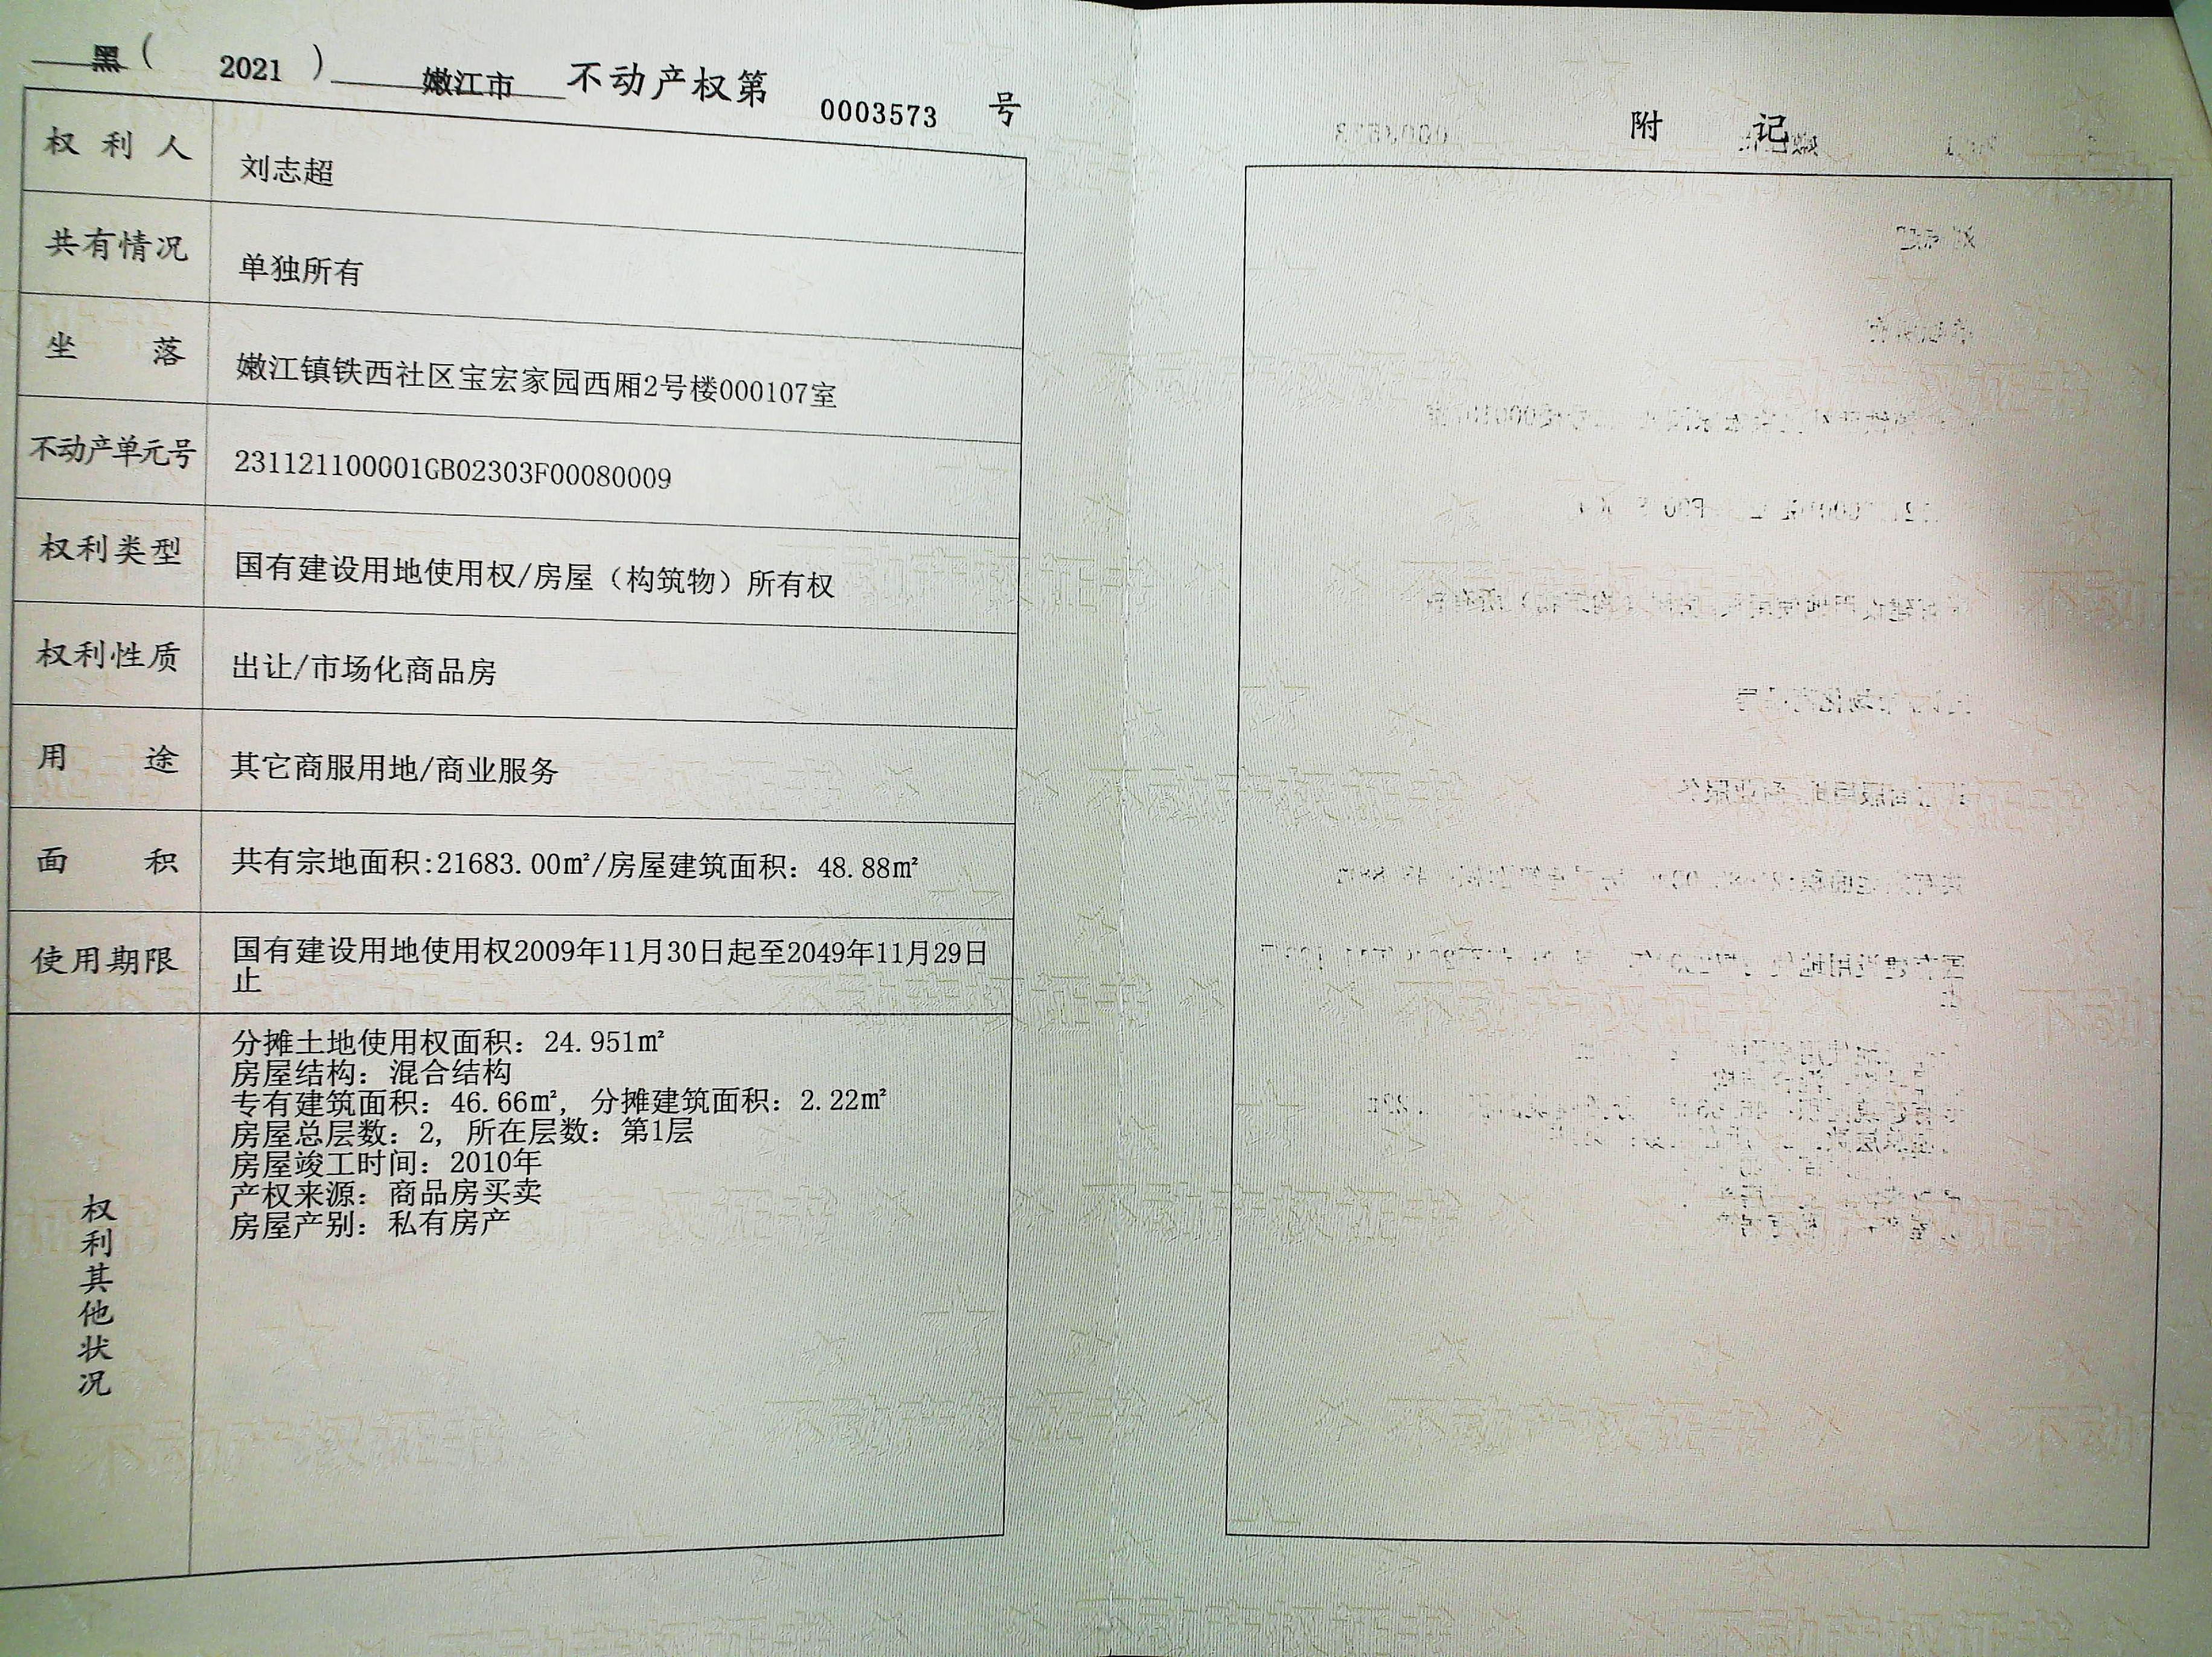 黑（ 2021 ） 嫩江市 不动产权第 0003573 号
权利人 刘志超
共有情况 单独所有
坐落 嫩江镇铁西社区宝宏家园西厢2号楼000107室
不动产单元号 231121100001GB02303F00080009
权利类型 国有建设用地使用权/房屋（构筑物）所有权
权利性质 出让/市场化商品房
用途 其它商服用地/商业服务
面积 共有宗地面积:21683.00㎡/房屋建筑面积：48.88㎡
使用期限 国有建设用地使用权2009年11月30日起至2049年11月29日
止
权利其他状况
分摊土地使用权面积：24.951㎡
房屋结构：混合结构
专有建筑面积：46.66㎡，分摊建筑面积：2.22㎡
房屋总层数：2，所在层数：第1层
房屋竣工时间：2010年
产权来源：商品房买卖
房屋产别：私有房产
附 记